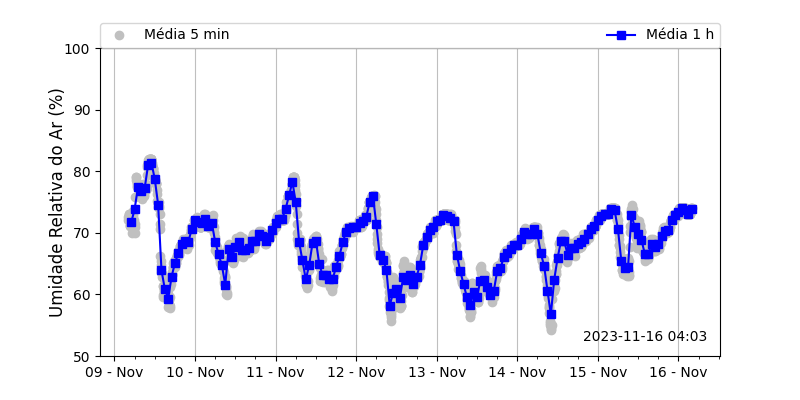 Média 5 min
Média 1 h
Umidade Relativa do Ar (%)
100
90
80
70
60
50
2023-11-16 04:03
09 - Nov
10 - Nov
11 - Nov
12 - Nov
13 - Nov
14 - Nov
15 - Nov
16 - Nov